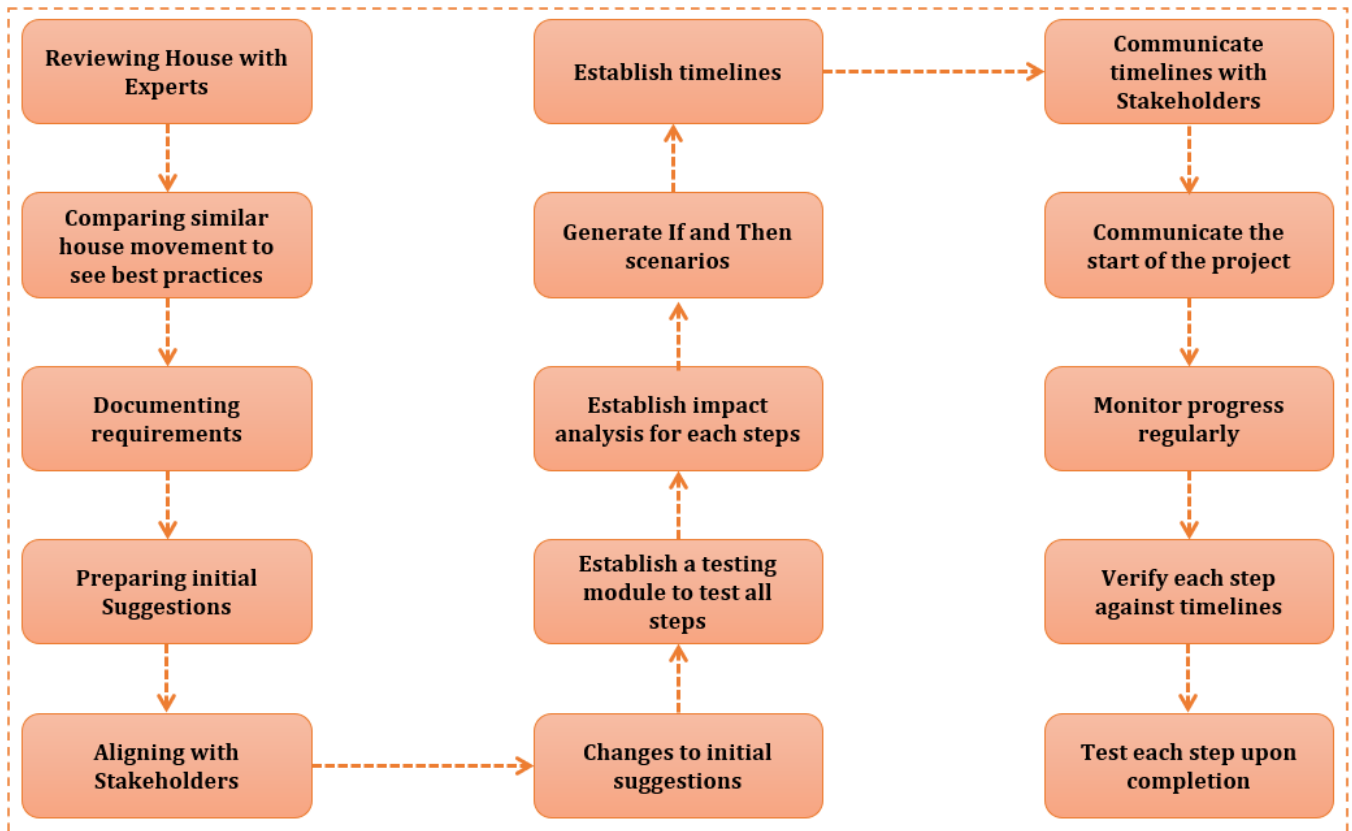 Reviewing House with
Experts
Comparing similar
house movement to
see best practices
Documenting
requirements
Preparing initial
Suggestions
Aligning with
Stakeholders
Changes to initial
suggestions
Establish a testing
module to test all
steps
Establish impact
analysis for each steps
Generate If and Then
scenarios
Establish timelines
Communicate
timelines with
Stakeholders
Communicate the
start of the project
Monitor progress
regularly
Verify each step
against timelines
Test each step upon
completion